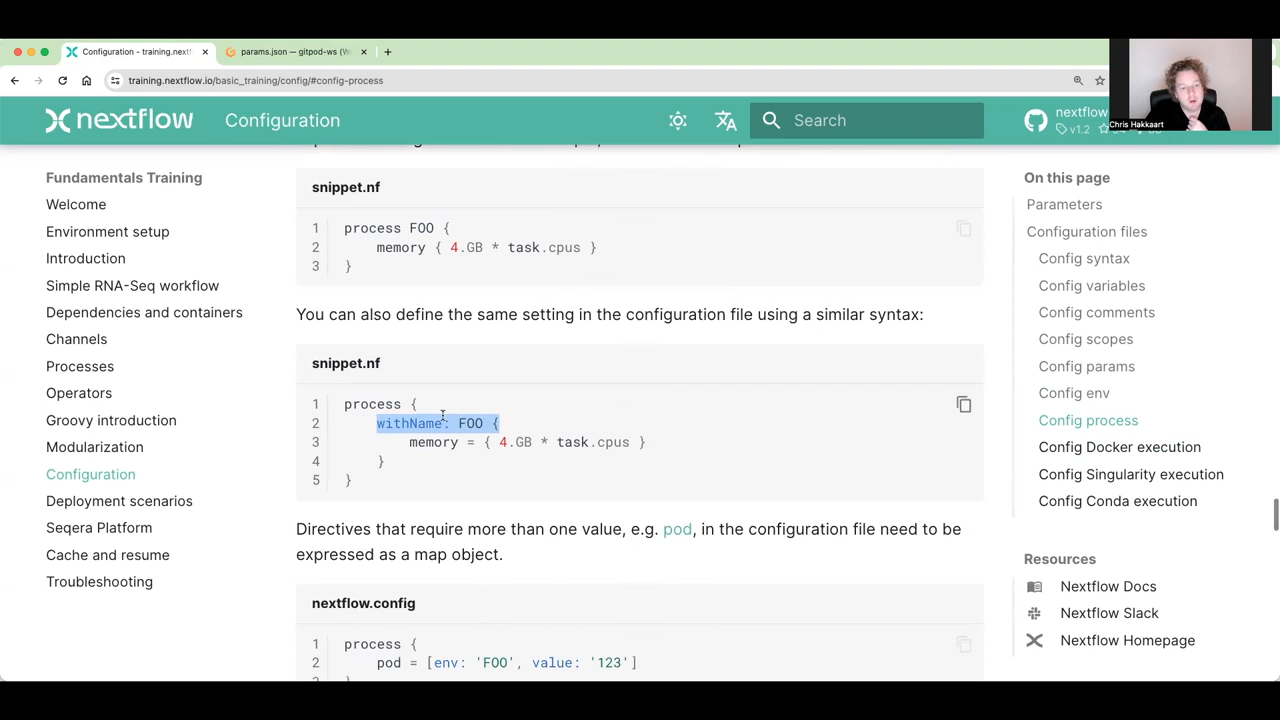 Configuration - training.nextfl
params.json — gitpod-ws (W
training.nextflow.io/basic_training/config/#config-process
nextflow
Configuration
Search
nextflow
v1.2
Chris Hakkaart
Fundamentals Training
Welcome
Environment setup
Introduction
Simple RNA-Seq workflow
Dependencies and containers
Channels
Processes
Operators
Groovy introduction
Modularization
Configuration
Deployment scenarios
Seqera Platform
Cache and resume
Troubleshooting
snippet.nf
1 process FOO {
2 memory { 4.GB * task.cpus }
3 }
You can also define the same setting in the configuration file using a similar syntax:
snippet.nf
1 process {
2 withName: FOO {
3 memory = { 4.GB * task.cpus }
4 }
5 }
Directives that require more than one value, e.g. pod, in the configuration file need to be
expressed as a map object.
nextflow.config
1 process {
2 pod = [env: 'FOO', value: '123']
On this page
Parameters
Configuration files
Config syntax
Config variables
Config comments
Config scopes
Config params
Config env
Config process
Config Docker execution
Config Singularity execution
Config Conda execution
Resources
Nextflow Docs
Nextflow Slack
Nextflow Homepage